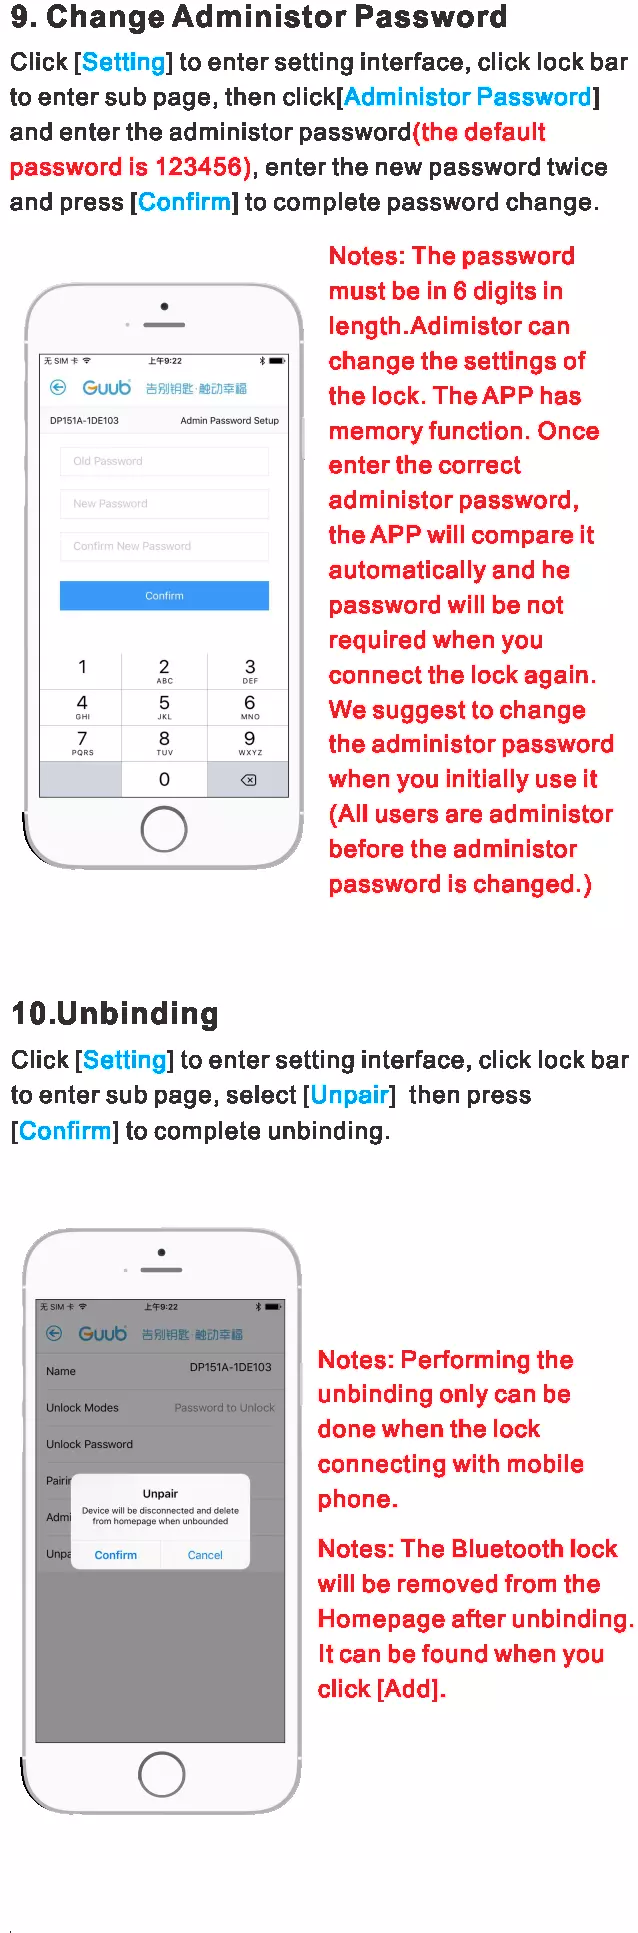 9. Change Administor Password
Click [Setting] to enter setting interface, click lock bar
to enter sub page, then click[Administor Password]
and enter the administor password(the default
password is 123456), enter the new password twice
and press [Confirm] to complete password change.
Notes: The password
must be in 6 digits in
length.Adimistor can
change the settings of
the lock. The APP has
memory function. Once
enter the correct
administor password,
the APP will compare it
automatically and he
password will be not
required when you
connect the lock again.
We suggest to change
the administor password
when you initially use it
(All users are administor
before the administor
password is changed.)
无 SIM 卡 上午9:22
Guub 告别钥匙·触动幸福
DP151A-1DE103 Admin Password Setup
Old Password
New Password
Confirm New Password
Confirm
1 2 3
ABC DEF
4 5 6
GHI JKL MNO
7 8 9
PQRS TUV WXYZ
0
10.Unbinding
Click [Setting] to enter setting interface, click lock bar
to enter sub page, select [Unpair] then press
[Confirm] to complete unbinding.
无 SIM 卡 上午9:22
Guub 告别钥匙·触动幸福
Name DP151A-1DE103
Unlock Modes Password to Unlock
Unlock Password
Pairir
Admi
Unpa
Unpair
Device will be disconnected and delete
from homepage when unbounded
Confirm Cancel
Notes: Performing the
unbinding only can be
done when the lock
connecting with mobile
phone.
Notes: The Bluetooth lock
will be removed from the
Homepage after unbinding.
It can be found when you
click [Add].